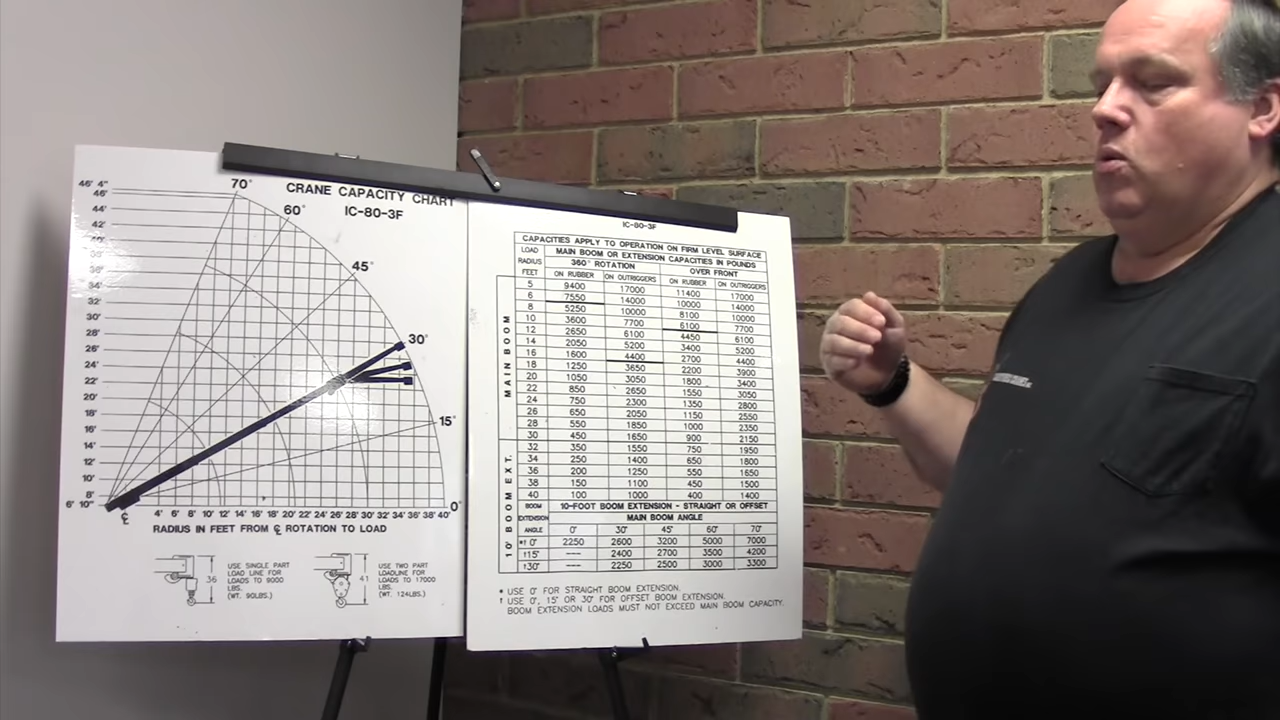 CRANE CAPACITY CHART
IC-80-3F
70°
60°
45°
30°
15°
0°
46' 4"
46'
44'
42'
40'
36'
34'
32'
30'
28'
26'
24'
22'
20'
18'
16'
14'
12'
10'
8'
6' 10"
4' 6' 8' 10' 12' 14' 16' 18' 20' 22' 24' 26' 28' 30' 32' 34' 36' 38' 40'
RADIUS IN FEET FROM ℄ ROTATION TO LOAD
36
USE SINGLE PART
LOAD LINE FOR
LOADS TO 9000
LBS.
(WT. 90LBS.)
41
USE TWO PART
LOADLINE FOR
LOADS TO 17000
LBS.
(WT. 124LBS.)
IC-80-3F
CAPACITIES APPLY TO OPERATION ON FIRM LEVEL SURFACE
LOAD RADIUS FEET
MAIN BOOM OR EXTENSION CAPACITIES IN POUNDS
360° ROTATION OVER FRONT
ON RUBBER ON OUTRIGGERS ON RUBBER ON OUTRIGGERS
MAIN BOOM
5 9400 17000 11400 17000
6 7550 14000 10000 14000
8 5250 10000 8100 10000
10 3600 7700 6100 7700
12 2650 6100 4450 6100
14 2050 5200 3400 5200
16 1600 4400 2700 4400
18 1250 3650 2200 3900
20 1050 3050 1800 3400
22 850 2650 1550 3050
24 750 2300 1350 2800
26 650 2050 1150 2550
28 550 1850 1000 2350
30 450 1650 900 2150
10' BOOM EXT.
32 350 1550 750 1950
34 250 1400 650 1800
36 200 1250 550 1650
38 150 1100 450 1500
40 100 1000 400 1400
BOOM EXTENSION ANGLE
10-FOOT BOOM EXTENSION - STRAIGHT OR OFFSET
MAIN BOOM ANGLE
0° 30° 45° 60° 70°
*† 0° 2250 2600 3200 5000 7000
†15° --- 2400 2700 3500 4200
†30° --- 2250 2500 3000 3300
* USE 0° FOR STRAIGHT BOOM EXTENSION.
† USE 0°, 15° OR 30° FOR OFFSET BOOM EXTENSION.
BOOM EXTENSION LOADS MUST NOT EXCEED MAIN BOOM CAPACITY.